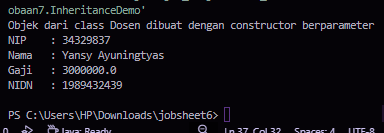 obaan7.InheritanceDemo'
Objek dari class Dosen dibuat dengan constructor berparameter
NIP : 34329837
Nama : Yansy Ayuningtyas
Gaji : 3000000.0
NIDN : 1989432439
PS C:\Users\HP\Downloads\jobsheet6>
0 Java: Ready Ln 37, Col 32 Spaces: 4 UTF-8